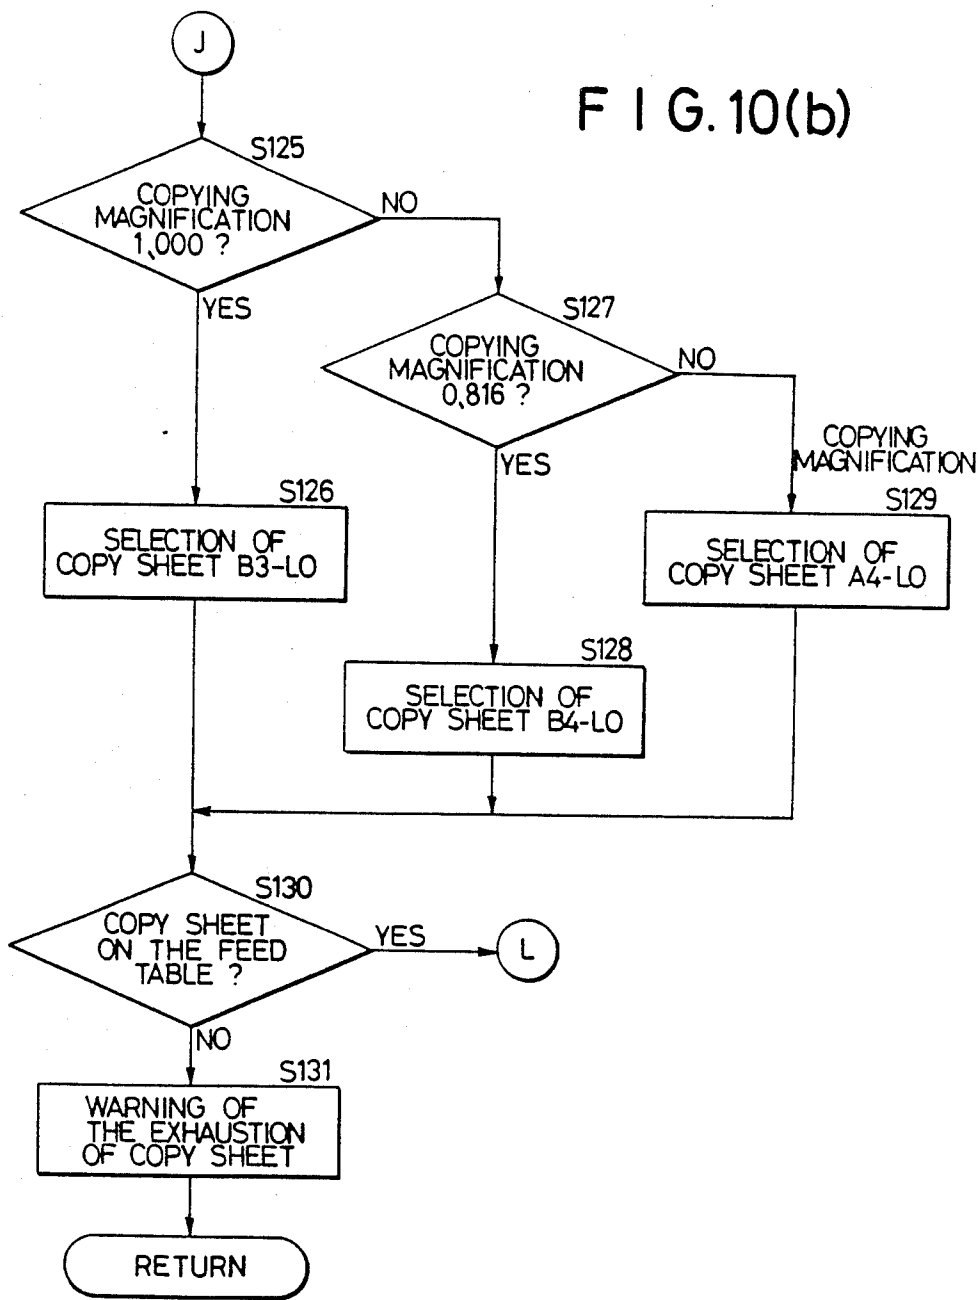 J
F I G. 10(b)
S125
COPYING
MAGNIFICATION
1,000 ?
NO
YES
S127
COPYING
MAGNIFICATION
0,816 ?
NO
YES
COPYING
MAGNIFICATION
S126
SELECTION OF
COPY SHEET B3-LO
S129
SELECTION OF
COPY SHEET A4-LO
S128
SELECTION OF
COPY SHEET B4-LO
S130
COPY SHEET
ON THE FEED
TABLE ?
YES
L
NO
S131
WARNING OF
THE EXHAUSTION
OF COPY SHEET
RETURN